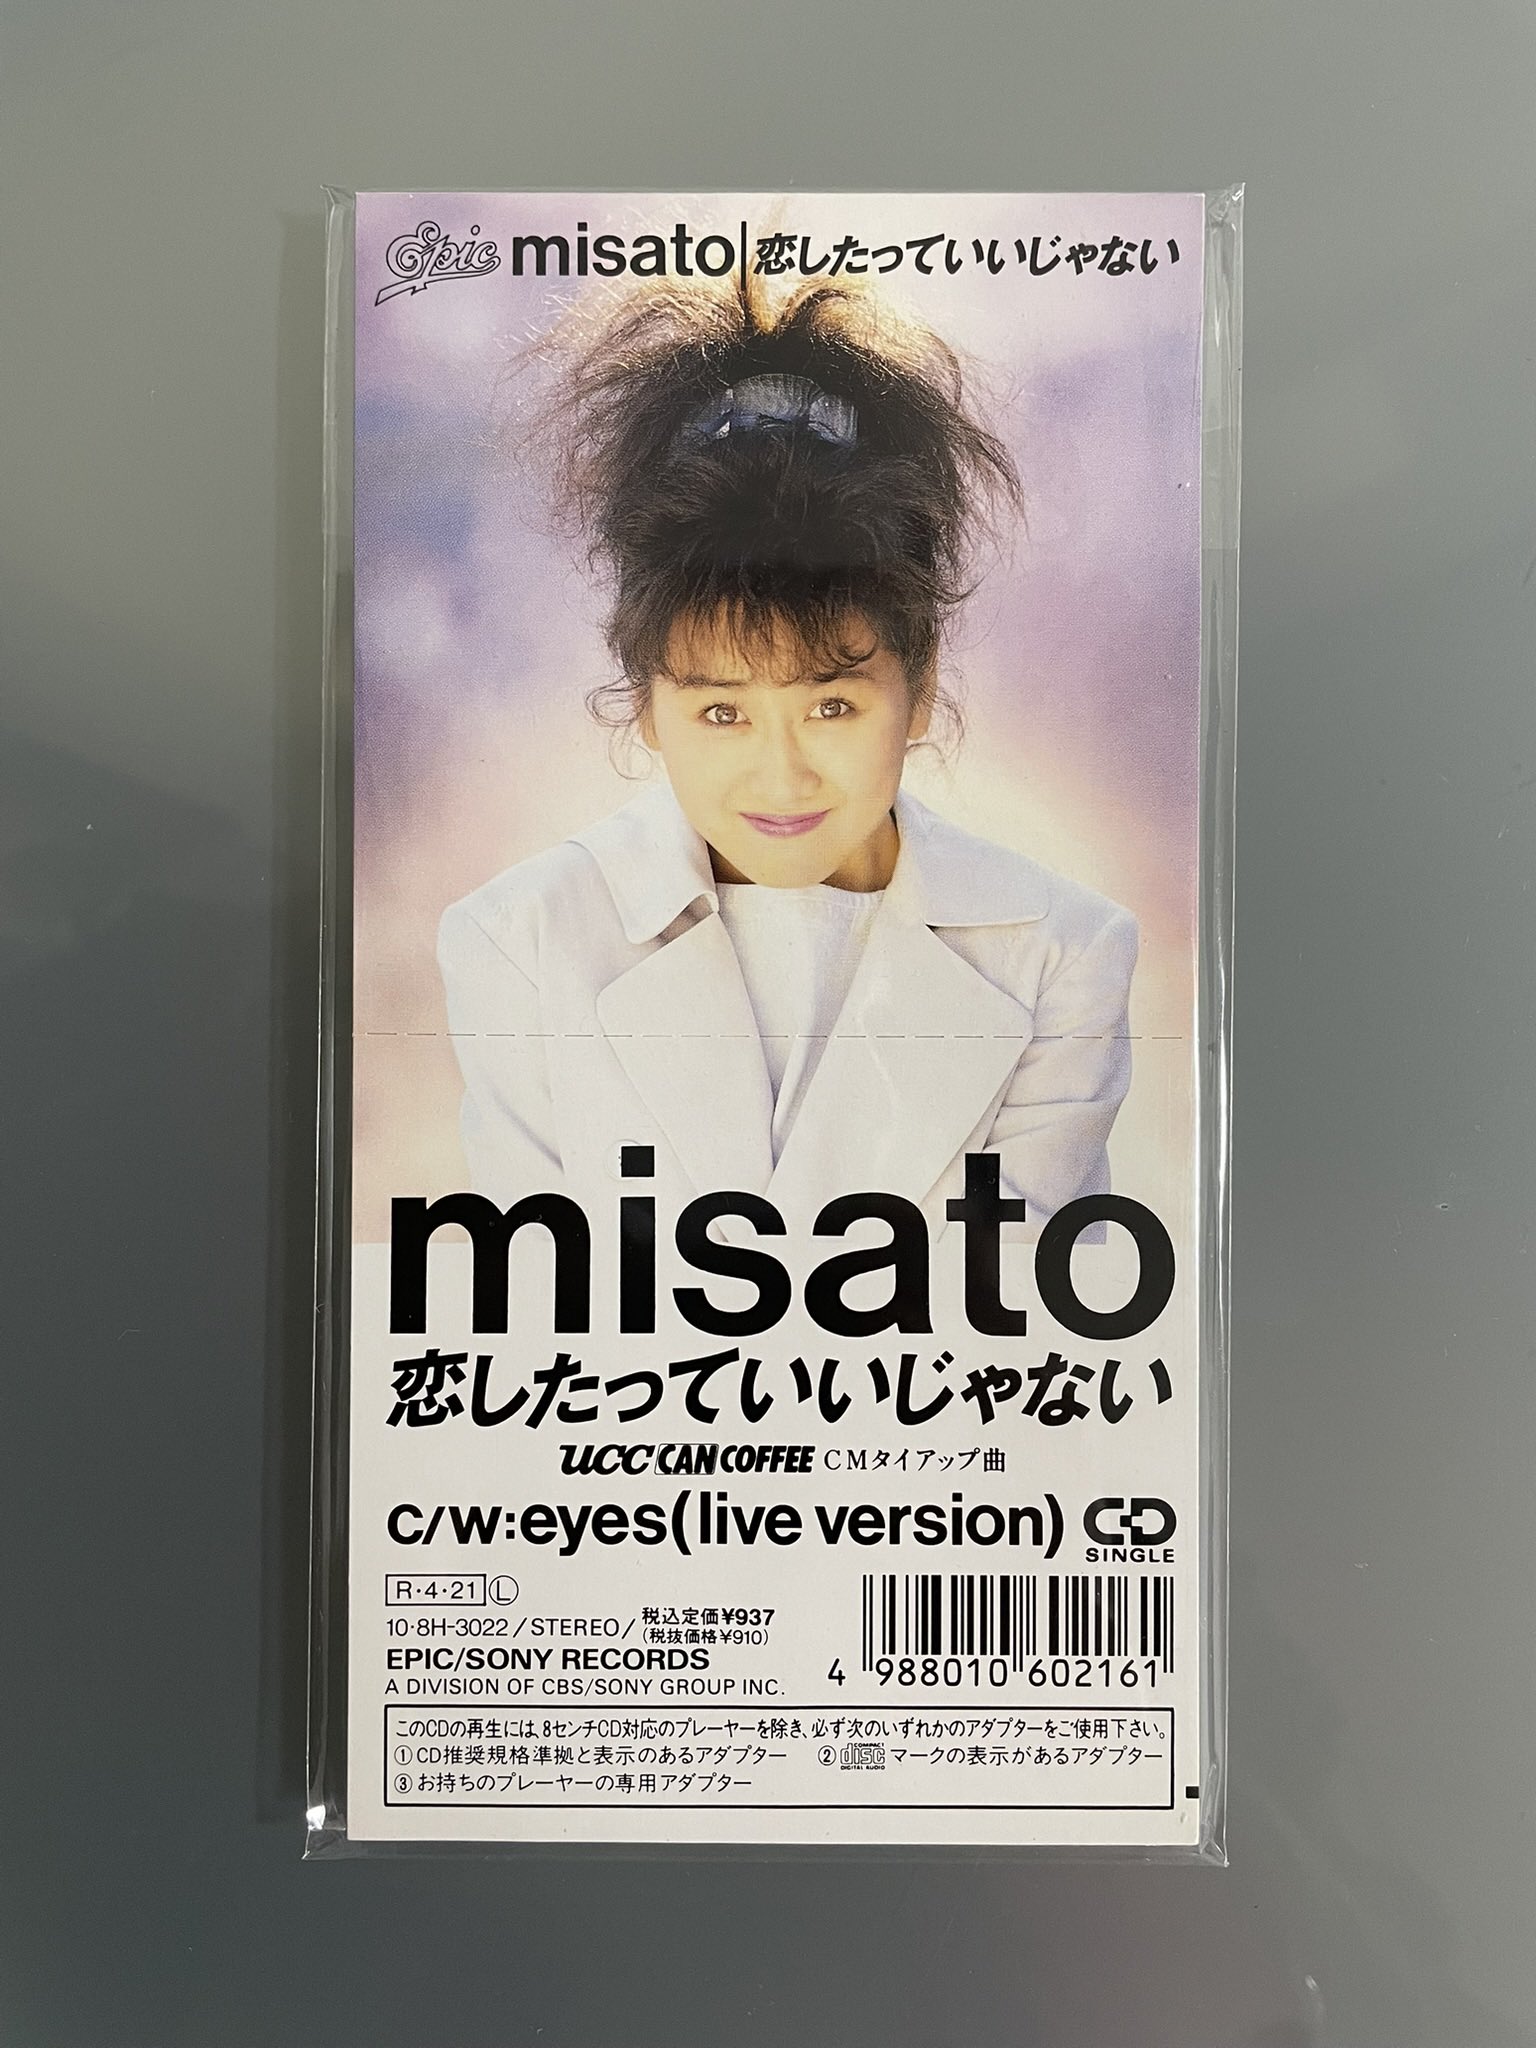 Epic misato|恋したっていいじゃない
misato
恋したっていいじゃない
UCC CAN COFFEE CMタイアップ曲
c/w:eyes(live version) CD
SINGLE
R・4・21 Ⓛ
10・8H-3022/STEREO/税込定価¥937
(税抜価格¥910)
EPIC/SONY RECORDS
A DIVISION OF CBS/SONY GROUP INC.
4 988010 602161
このCDの再生には、8センチCD対応のプレーヤーを除き、必ず次のいずれかのアダプターをご使用下さい。
①CD推奨規格準拠と表示のあるアダプター ②COMPACT disc DIGITAL AUDIO マークの表示があるアダプター
③お持ちのプレーヤーの専用アダプター